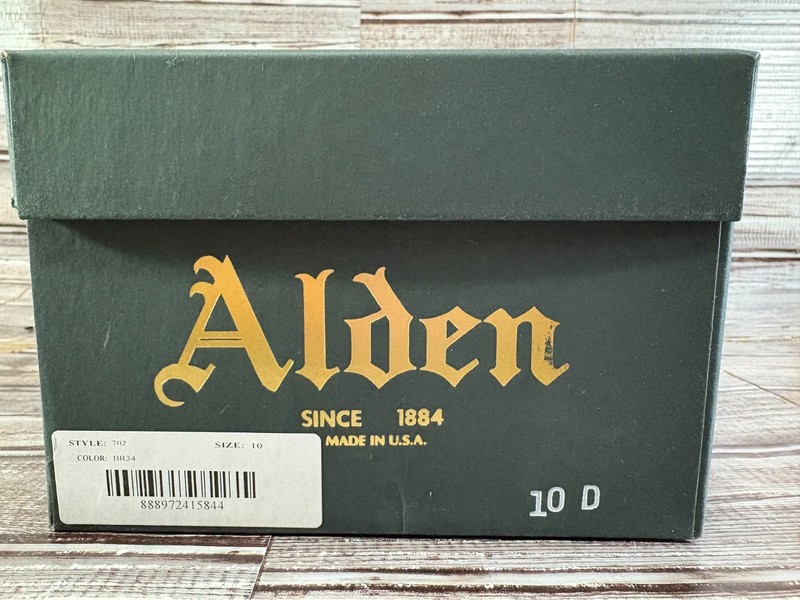 Alden
SINCE 1884
MADE IN U.S.A.
STYLE: 702 SIZE: 10
COLOR: BR34
888972415844
10 D